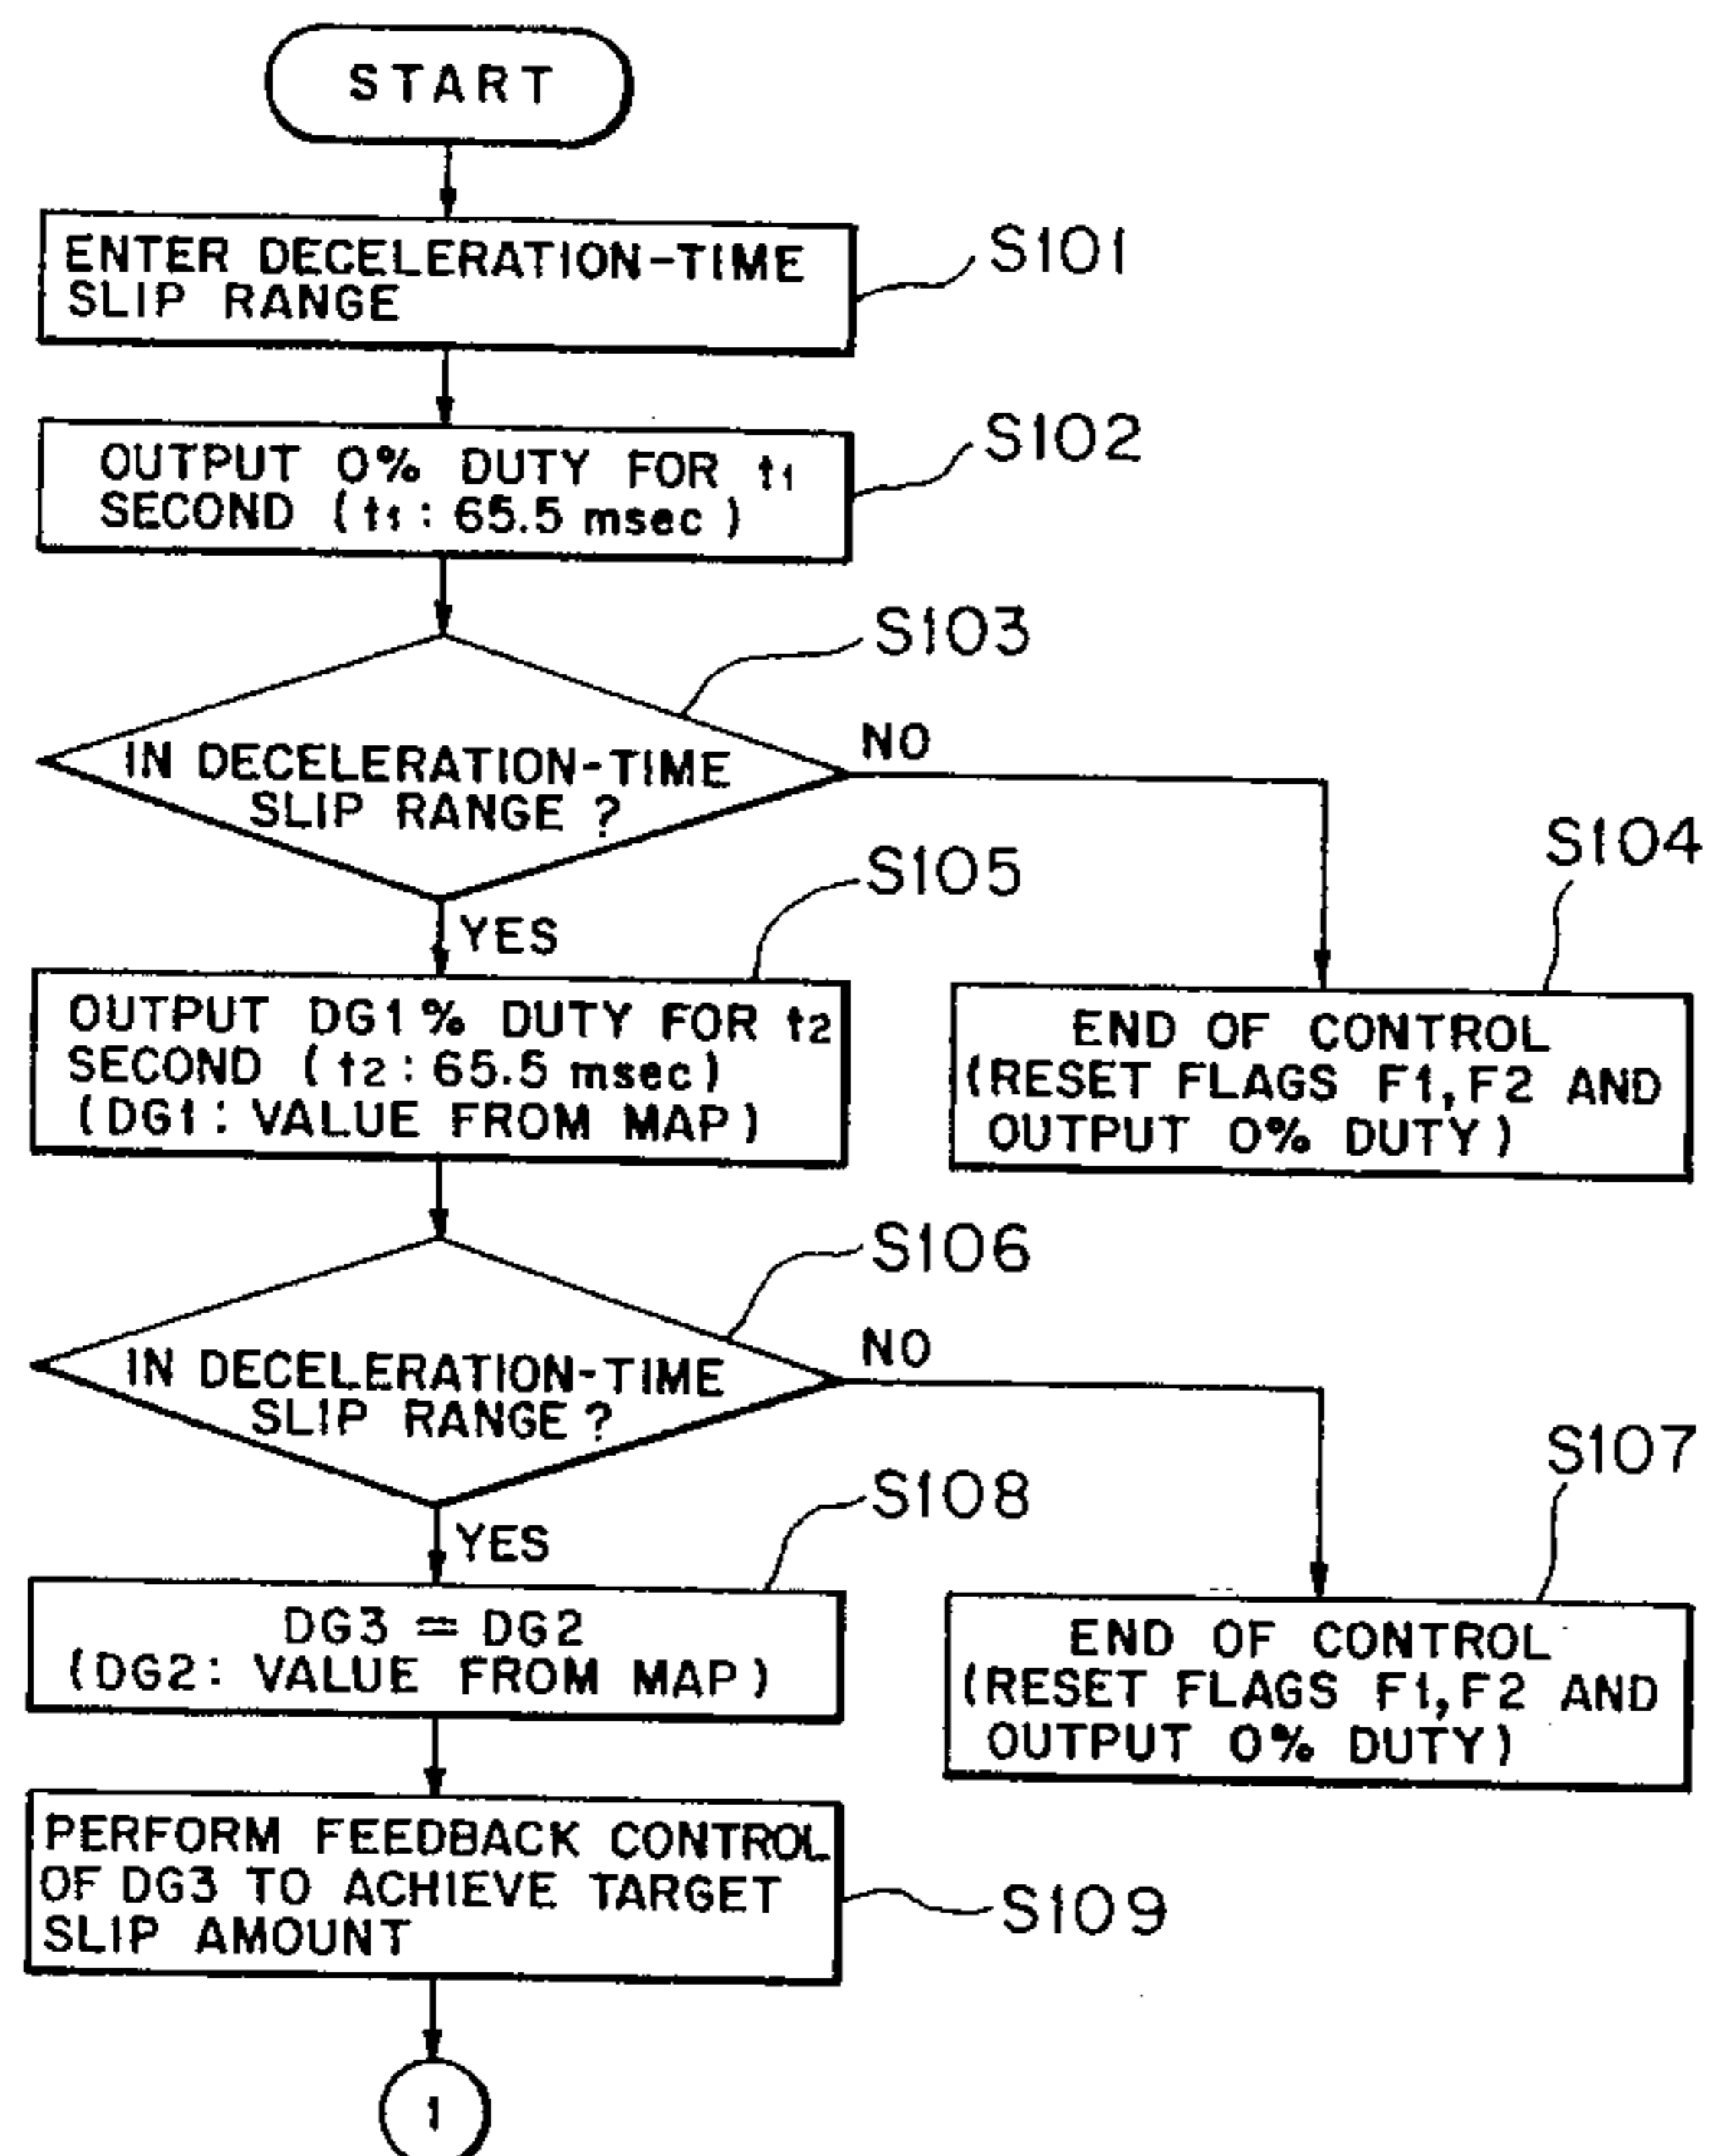 START
ENTER DECELERATION-TIME
SLIP RANGE
S101
OUTPUT 0% DUTY FOR t1
SECOND (t1: 65.5 msec)
S102
S103
IN DECELERATION-TIME
SLIP RANGE ?
NO
YES
S104
END OF CONTROL
(RESET FLAGS F1, F2 AND
OUTPUT 0% DUTY)
S105
OUTPUT DG1% DUTY FOR t2
SECOND (t2: 65.5 msec)
(DG1: VALUE FROM MAP)
S106
IN DECELERATION-TIME
SLIP RANGE ?
NO
YES
S107
END OF CONTROL
(RESET FLAGS F1, F2 AND
OUTPUT 0% DUTY)
S108
DG3 = DG2
(DG2: VALUE FROM MAP)
PERFORM FEEDBACK CONTROL
OF DG3 TO ACHIEVE TARGET
SLIP AMOUNT
S109
1